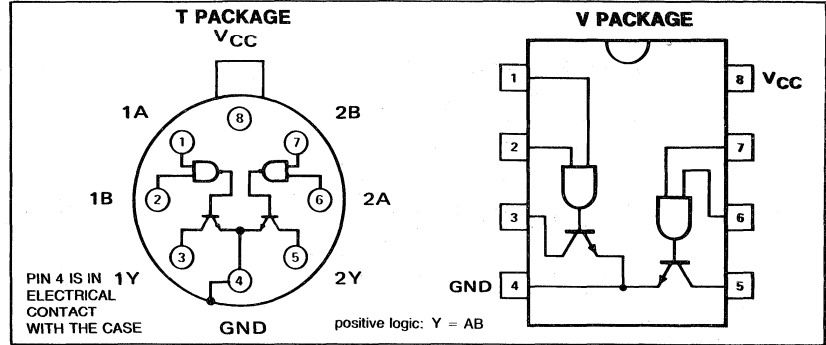 T PACKAGE
VCC
1A
2B
8
1
7
1B
2
6
2A
3
4
5
1Y
2Y
PIN 4 IS IN
ELECTRICAL
CONTACT
WITH THE CASE
GND
positive logic: Y = AB
V PACKAGE
1
8
VCC
2
7
3
6
GND
4
5